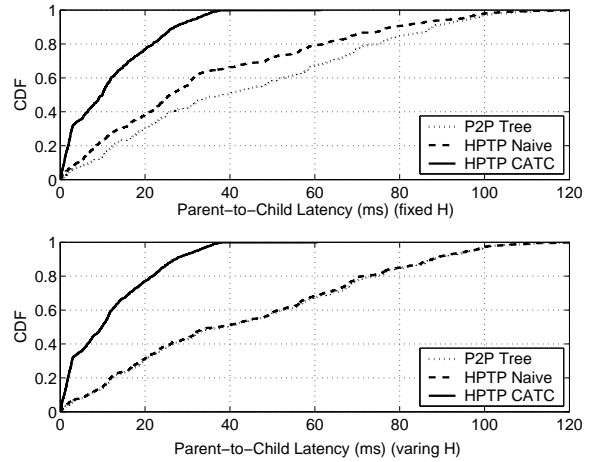 1
0.8
0.6
0.4
0.2
0
CDF
P2P Tree
HPTP Naive
HPTP CATC
0 20 40 60 80 100 120
Parent-to-Child Latency (ms) (fixed H)
1
0.8
0.6
0.4
0.2
0
CDF
P2P Tree
HPTP Naive
HPTP CATC
0 20 40 60 80 100 120
Parent-to-Child Latency (ms) (varing H)